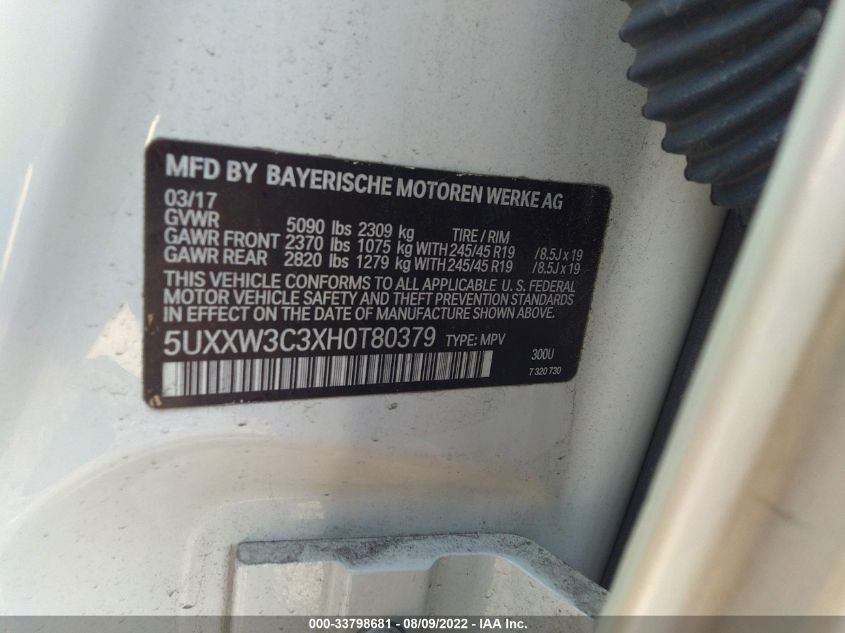 MFD BY BAYERISCHE MOTOREN WERKE AG
03/17
GVWR 5090 lbs 2309 kg TIRE / RIM
GAWR FRONT 2370 lbs 1075 kg WITH 245/45 R19 /8.5J x 19
GAWR REAR 2820 lbs 1279 kg WITH 245/45 R19 /8.5J x 19
THIS VEHICLE CONFORMS TO ALL APPLICABLE U. S. FEDERAL
MOTOR VEHICLE SAFETY AND THEFT PREVENTION STANDARDS
IN EFFECT ON THE DATE OF MANUFACTURE SHOWN ABOVE.
5UXXW3C3XH0T80379 TYPE: MPV 300U
7 320 730
000-33798681 - 08/09/2022 - IAA Inc.